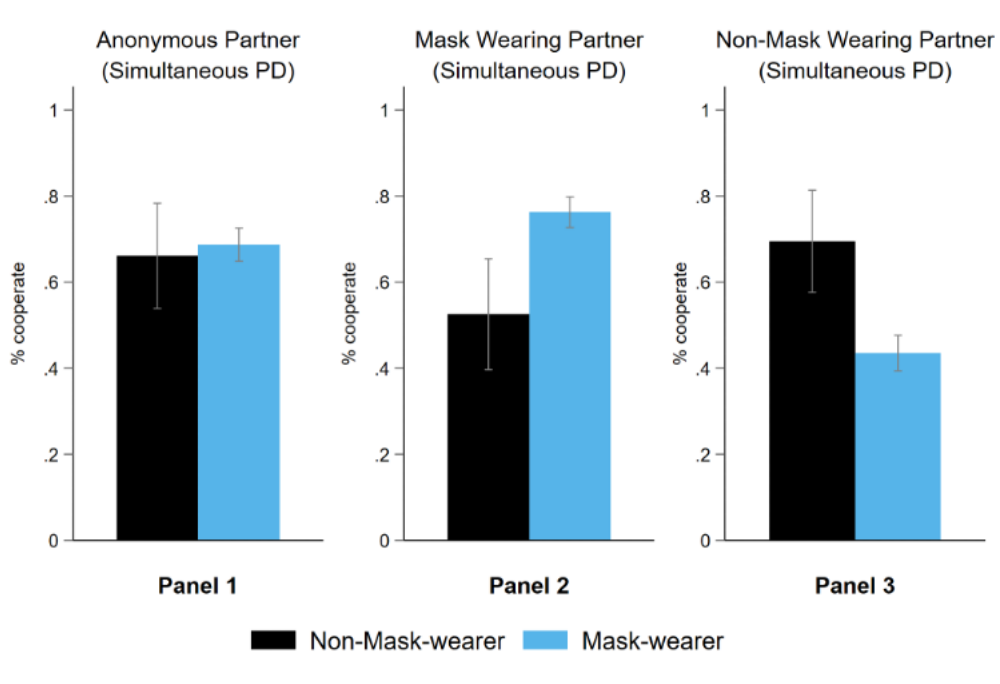 Anonymous Partner
(Simultaneous PD)
Mask Wearing Partner
(Simultaneous PD)
Non-Mask Wearing Partner
(Simultaneous PD)
% cooperate
1
.8
.6
.4
.2
0
% cooperate
1
.8
.6
.4
.2
0
% cooperate
1
.8
.6
.4
.2
0
Panel 1
Panel 2
Panel 3
Non-Mask-wearer
Mask-wearer